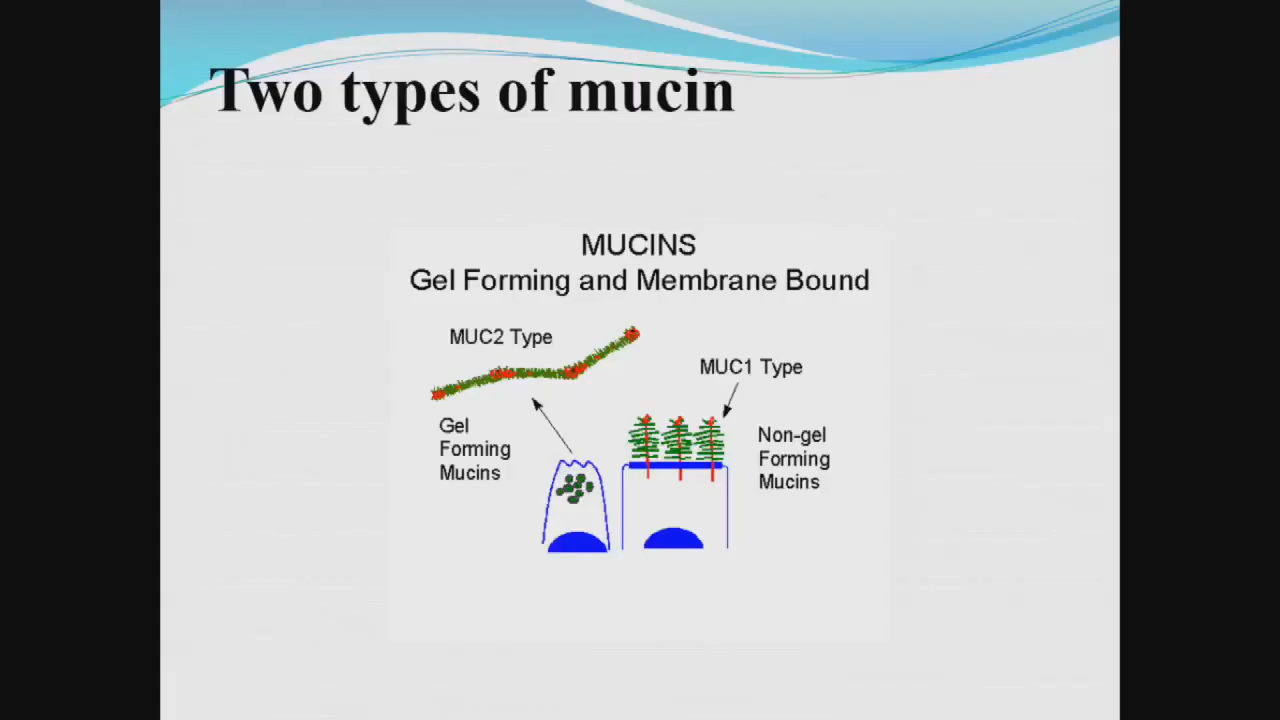 Two types of mucin
MUCINS
Gel Forming and Membrane Bound
MUC2 Type
MUC1 Type
Gel
Forming
Mucins
Non-gel
Forming
Mucins